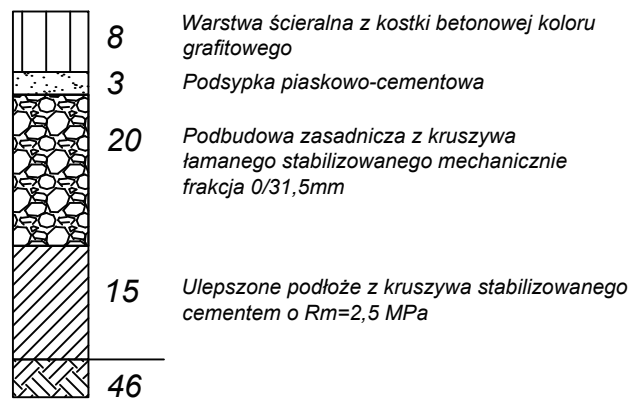 8
Warstwa ścieralna z kostki betonowej koloru
grafitowego
3
Podsypka piaskowo-cementowa
20
Podbudowa zasadnicza z kruszywa
łamanego stabilizowanego mechanicznie
frakcja 0/31,5mm
15
Ulepszone podłoże z kruszywa stabilizowanego
cementem o Rm=2,5 MPa
46